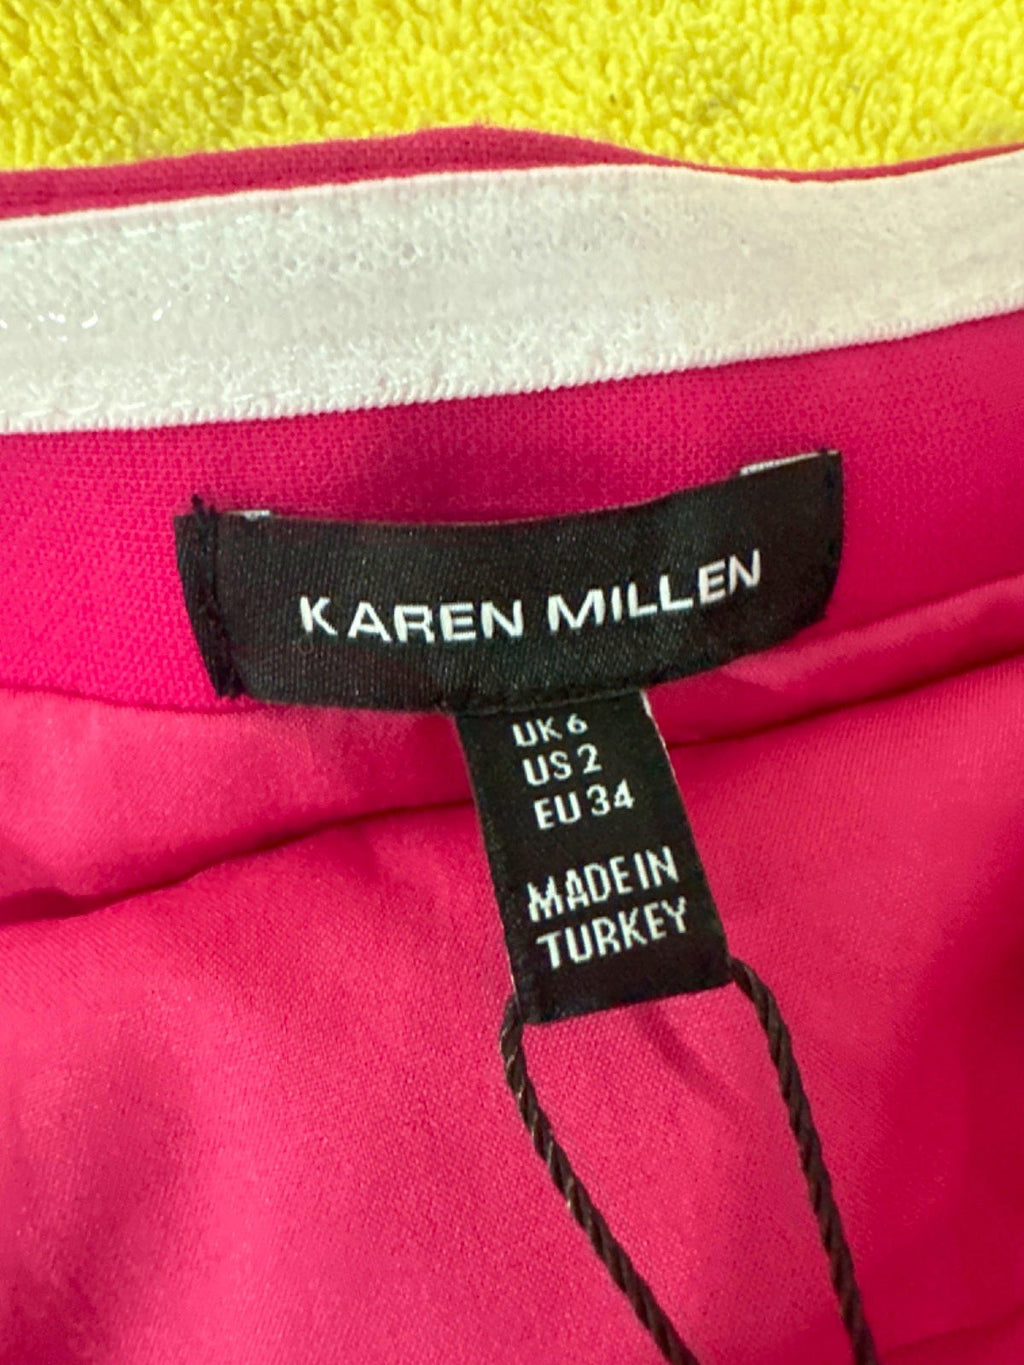 KAREN MILLEN
UK 6
US 2
EU 34
MADE IN
TURKEY